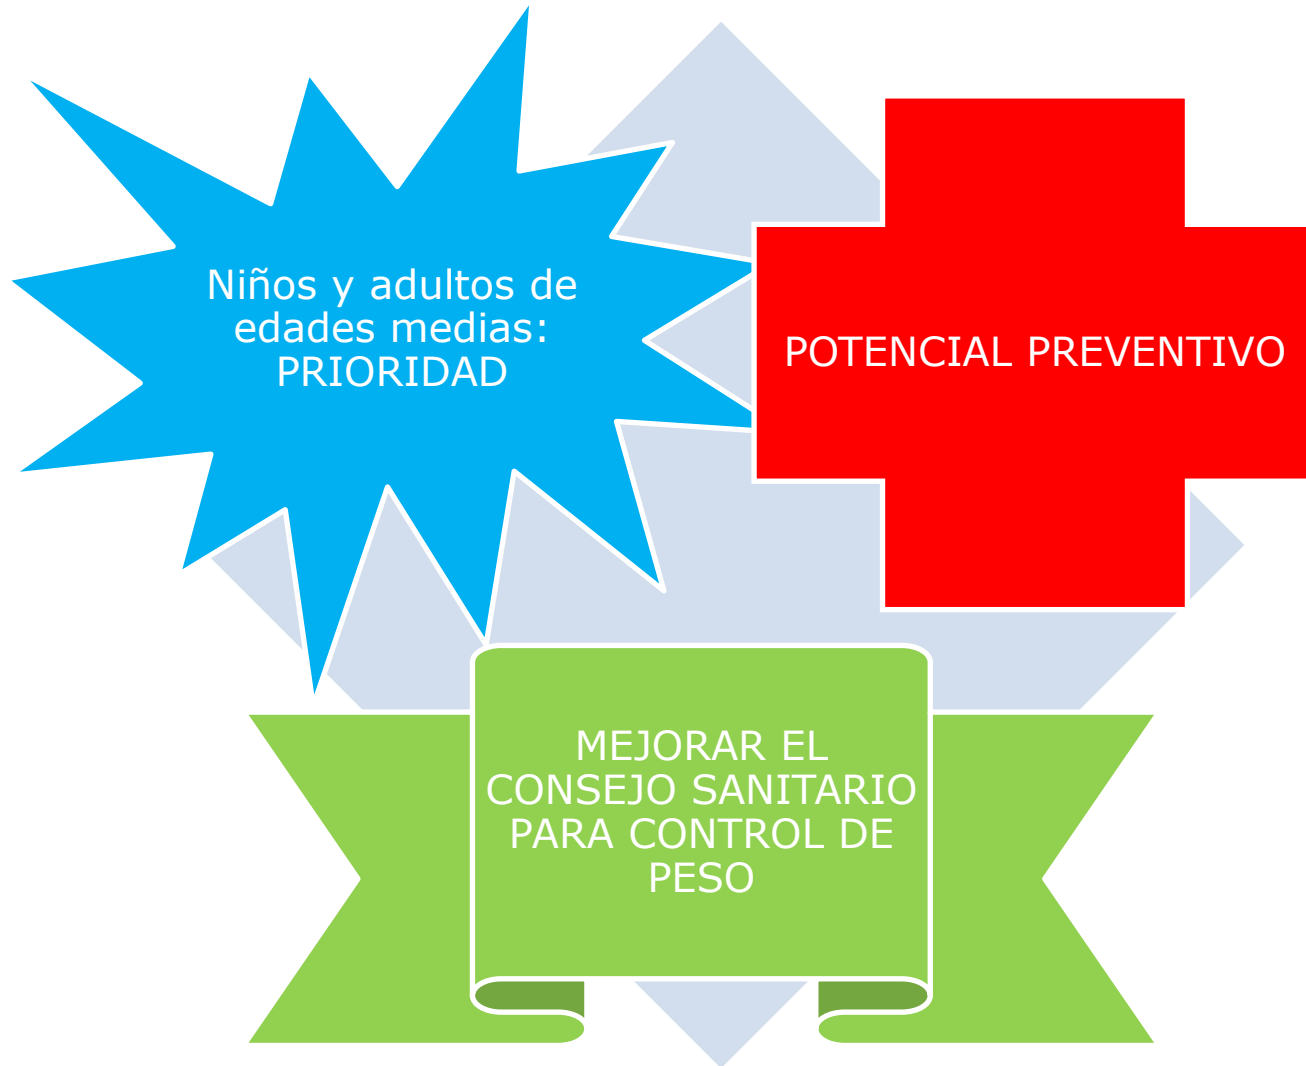 Niños y adultos de
edades medias:
PRIORIDAD
POTENCIAL PREVENTIVO
MEJORAR EL
CONSEJO SANITARIO
PARA CONTROL DE
PESO